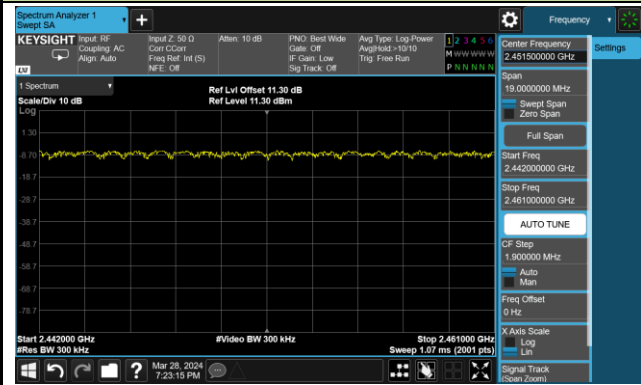 Spectrum Analyzer 1
Swept SA
Frequency
KEYSIGHT
Input: RF
Coupling: AC
Align: Auto
Input Z: 50 Ω
Corr CCorr
Freq Ref: Int (S)
NFE: Off
Atten: 10 dB
PNO: Best Wide
Gate: Off
IF Gain: Low
Sig Track: Off
Avg Type: Log-Power
Avg|Hold:>10/10
Trig: Free Run
1 2 3 4 5 6
M W W W W W
P N N N N N
LXI
1 Spectrum
Scale/Div 10 dB
Ref Lvl Offset 11.30 dB
Ref Level 11.30 dBm
Log
1.30
-8.70
-18.7
-28.7
-38.7
-48.7
-58.7
-68.7
-78.7
Start 2.442000 GHz
#Res BW 300 kHz
#Video BW 300 kHz
Stop 2.461000 GHz
Sweep 1.07 ms (2001 pts)
Mar 28, 2024
7:23:15 PM
Center Frequency
2.451500000 GHz
Settings
Span
19.0000000 MHz
Swept Span
Zero Span
Full Span
Start Freq
2.442000000 GHz
Stop Freq
2.461000000 GHz
AUTO TUNE
CF Step
1.900000 MHz
Auto
Man
Freq Offset
0 Hz
X Axis Scale
Log
Lin
Signal Track
(Span Zoom)